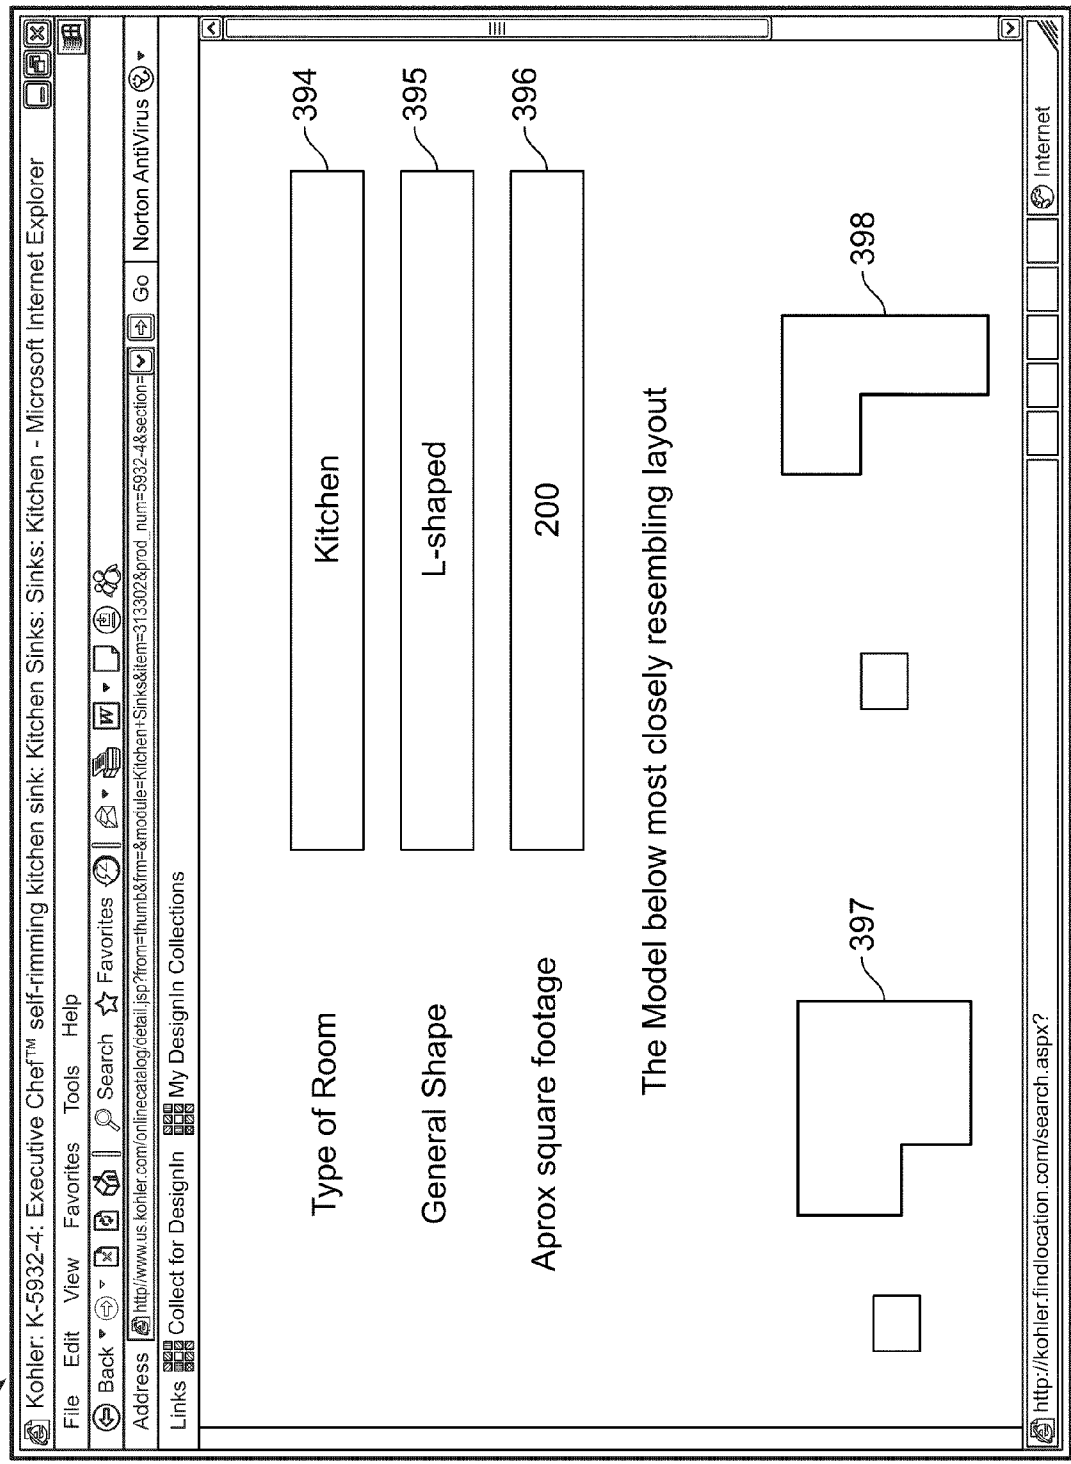 Kohler: K-5932-4: Executive Chef™ self-rimming kitchen sink: Kitchen Sinks: Sinks: Kitchen - Microsoft Internet Explorer
File Edit View Favorites Tools Help
Back Search Favorites W
Address http//www.us.kohler.com/onlinecatalog/detail.jsp?from=thumb&frm=&module=Kitchen+Sinks&item=313302&prod_num=5932-4&section= Go Norton AntiVirus
Links Collect for DesignIn My DesignIn Collections
Type of Room Kitchen 394
General Shape L-shaped 395
Aprox square footage 200 396
The Model below most closely resembling layout
397 398
http://kohler.findlocation.com/search.aspx? Internet